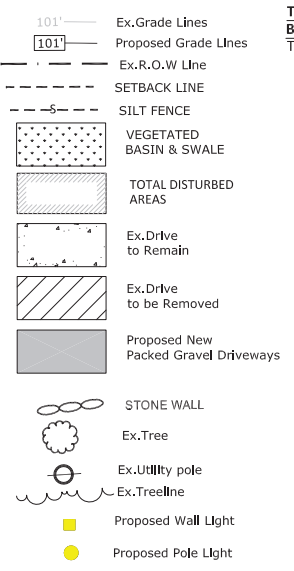 T
B
T
101' Ex.Grade Lines
101' Proposed Grade LInes
Ex.R.O.W LIne
SETBACK LINE
S SILT FENCE
VEGETATED
BASIN & SWALE
TOTAL DISTURBED
AREAS
Ex.DrIve
to Remain
Ex.DrIve
to be Removed
Proposed New
Packed Gravel Driveways
STONE WALL
Ex.Tree
Ex.UtIlIty pole
Ex.TreelIne
Proposed Wall LIght
Proposed Pole LIght